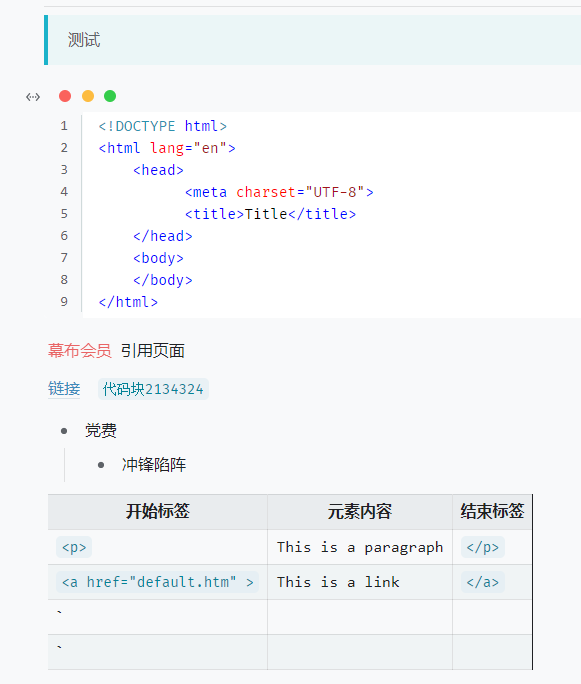 测试
1 <!DOCTYPE html>
2 <html lang="en">
3 <head>
4 <meta charset="UTF-8">
5 <title>Title</title>
6 </head>
7 <body>
8 </body>
9 </html>
幕布会员 引用页面
链接 代码块2134324
党费
冲锋陷阵
开始标签 元素内容 结束标签
<p> This is a paragraph </p>
<a href="default.htm" > This is a link </a>
`
`